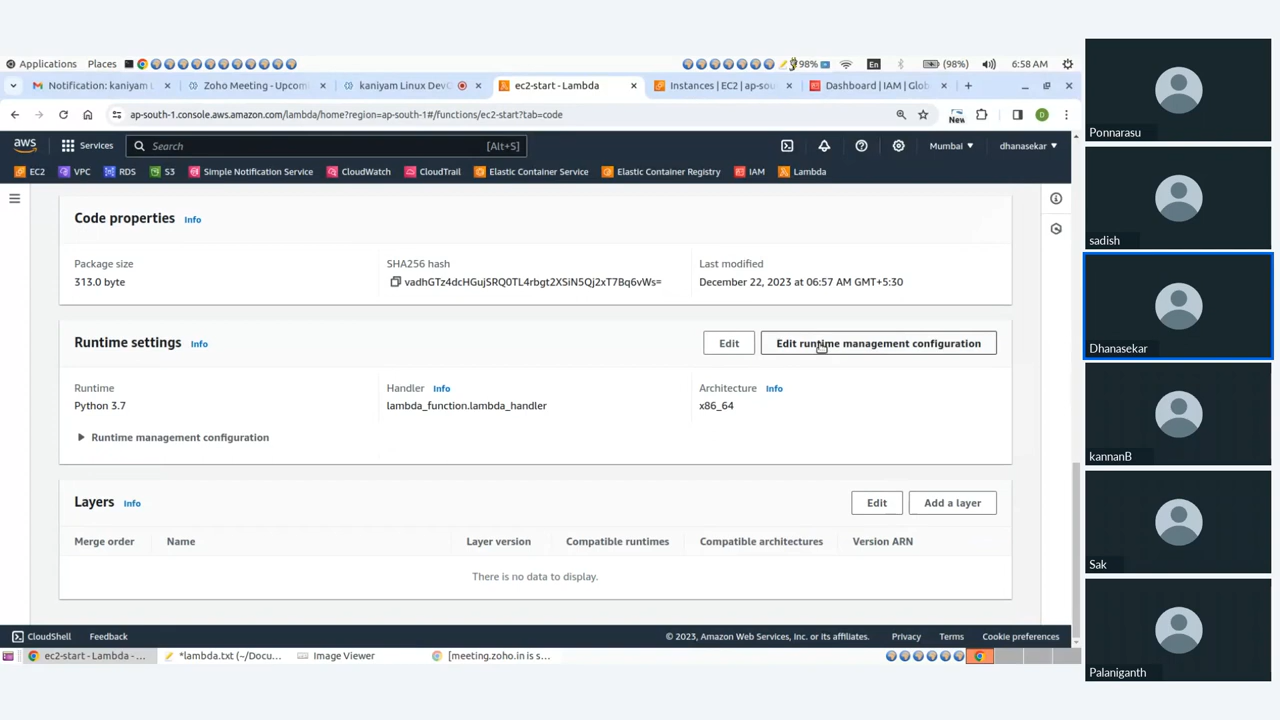 Applications Places 98% En (98%) 6:58 AM
Notification: kaniyam L Zoho Meeting - Upcom kaniyam Linux DevO ec2-start - Lambda Instances | EC2 | ap-sou Dashboard | IAM | Glob
ap-south-1.console.aws.amazon.com/lambda/home?region=ap-south-1#/functions/ec2-start?tab=code New D
aws Services Search [Alt+S] Mumbai dhanasekar
EC2 VPC RDS S3 Simple Notification Service CloudWatch CloudTrail Elastic Container Service Elastic Container Registry IAM Lambda
Code properties Info
Package size SHA256 hash Last modified
313.0 byte vadhGTz4dcHGujSRQ0TL4rbgt2XSiN5Qj2xT7Bq6vWs= December 22, 2023 at 06:57 AM GMT+5:30
Runtime settings Info Edit Edit runtime management configuration
Runtime Handler Info Architecture Info
Python 3.7 lambda_function.lambda_handler x86_64
Runtime management configuration
Layers Info Edit Add a layer
Merge order Name Layer version Compatible runtimes Compatible architectures Version ARN
There is no data to display.
CloudShell Feedback © 2023, Amazon Web Services, Inc. or its affiliates. Privacy Terms Cookie preferences
ec2-start - Lambda - ... *lambda.txt (~/Docu... Image Viewer [meeting.zoho.in is s...
Ponnarasu
sadish
Dhanasekar
kannanB
Sak
Palaniganth